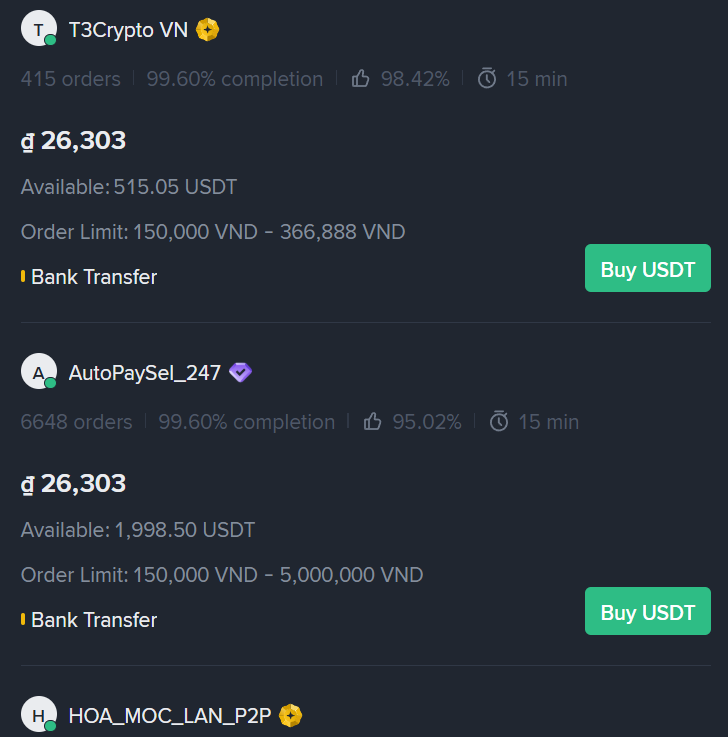 T
T3Crypto VN
415 orders | 99.60% completion | 98.42% | 15 min
₫ 26,303
Available: 515.05 USDT
Order Limit: 150,000 VND - 366,888 VND
Bank Transfer
Buy USDT
A
AutoPaySel_247
6648 orders | 99.60% completion | 95.02% | 15 min
₫ 26,303
Available: 1,998.50 USDT
Order Limit: 150,000 VND - 5,000,000 VND
Bank Transfer
Buy USDT
H
HOA_MOC_LAN_P2P